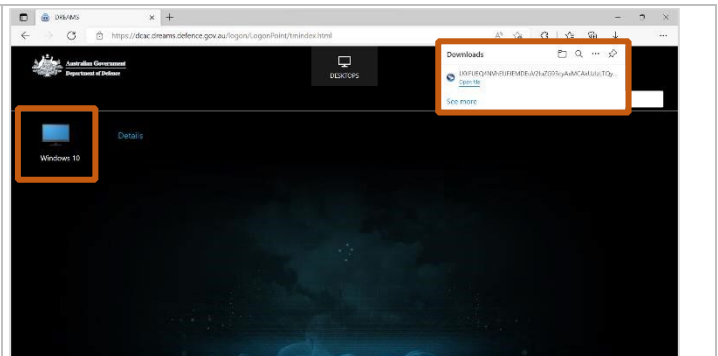 DREAMS
https://dcac.dreams.defence.gov.au/logon/LogonPoint/tmindex.html
Australian Government
Department of Defence
DESKTOPS
Downloads
Open file
See more
Details
Windows 10